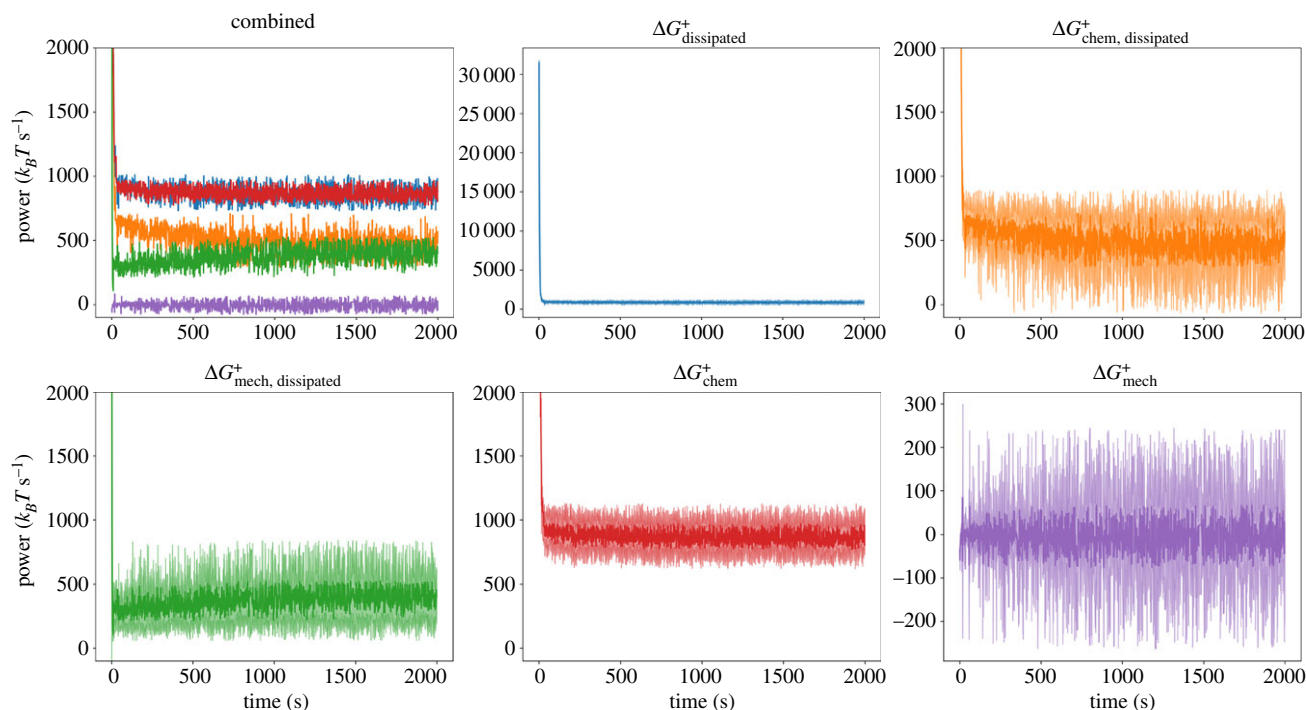 combined
power (k_BT s⁻¹)
2000
1500
1000
500
0
0 500 1000 1500 2000
ΔG⁺dissipated
30 000
25 000
20 000
15 000
10 000
5000
0
0 500 1000 1500 2000
ΔG⁺chem, dissipated
2000
1500
1000
500
0
0 500 1000 1500 2000
ΔG⁺mech, dissipated
power (k_BT s⁻¹)
2000
1500
1000
500
0
0 500 1000 1500 2000
time (s)
ΔG⁺chem
2000
1500
1000
500
0
0 500 1000 1500 2000
time (s)
ΔG⁺mech
300
200
100
0
−100
−200
0 500 1000 1500 2000
time (s)